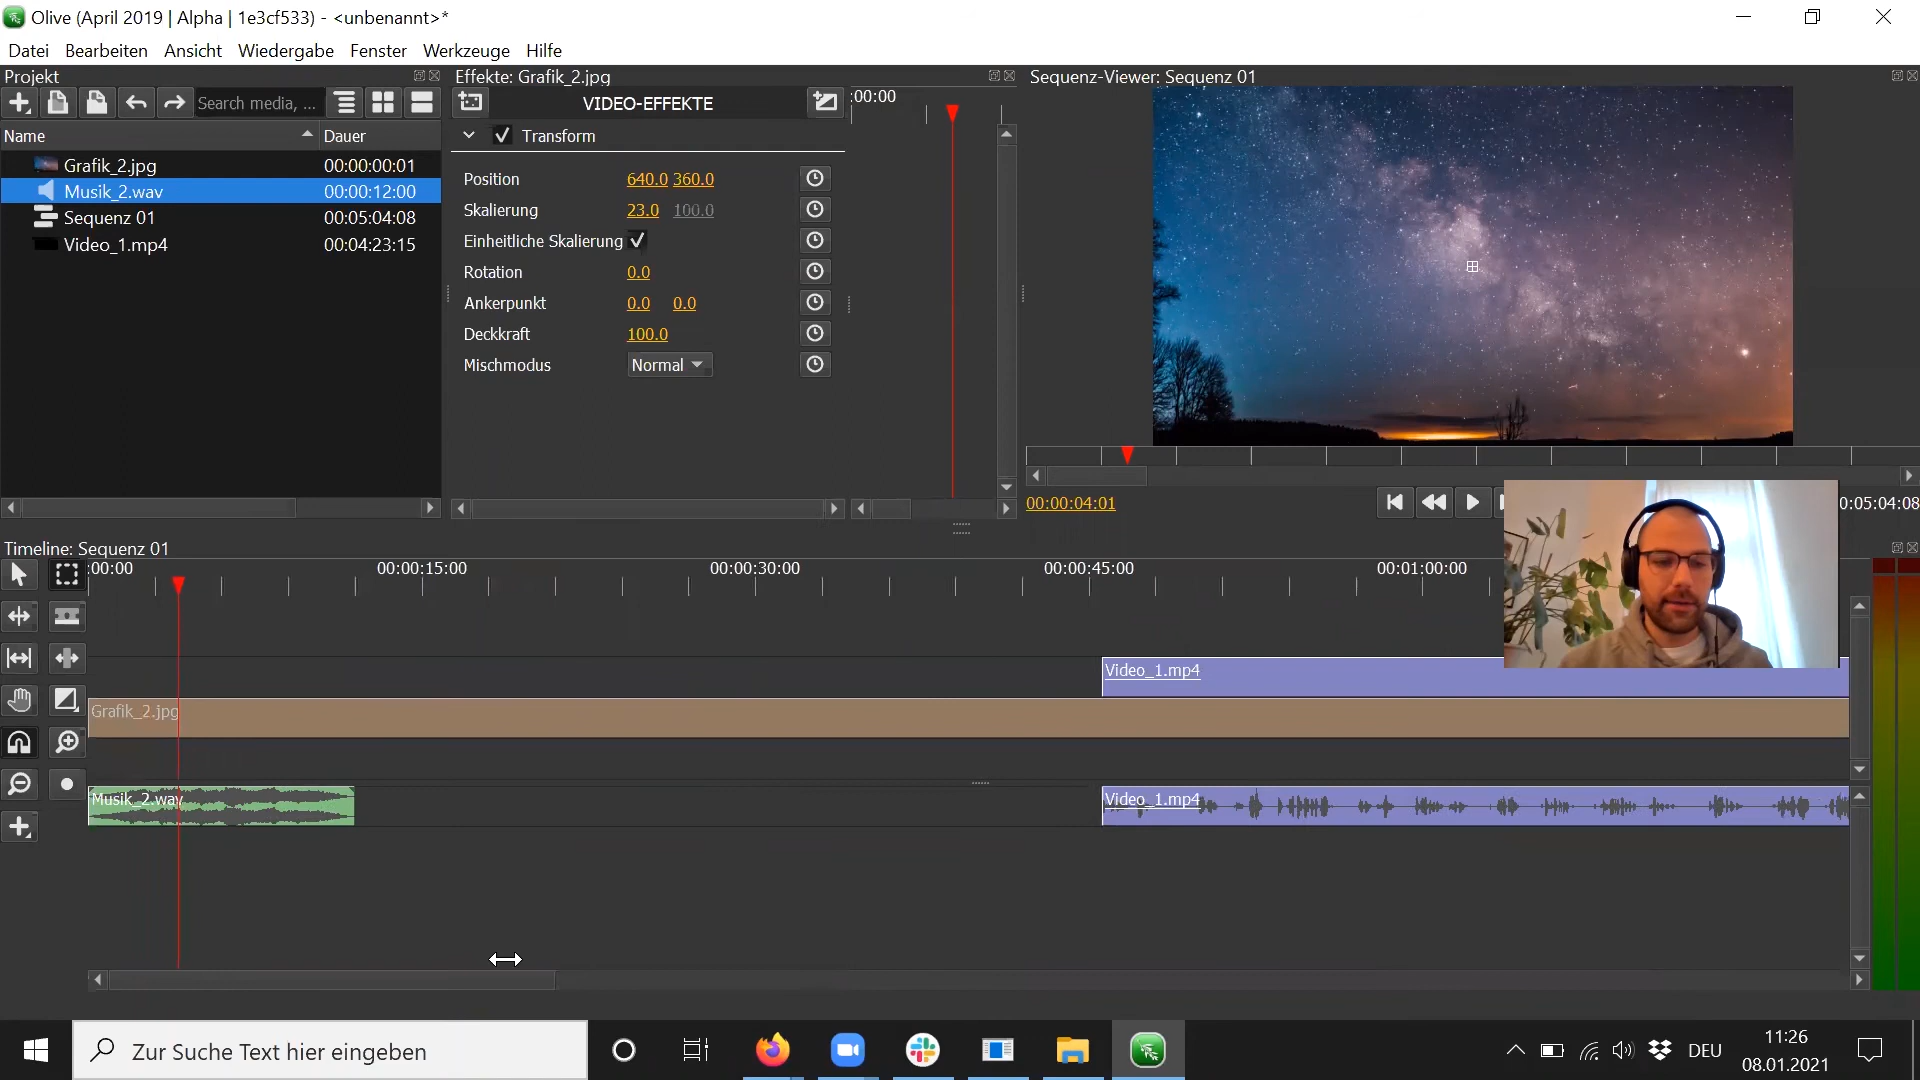 Olive (April 2019 | Alpha | 1e3cf533) - <unbenannt>*
Datei Bearbeiten Ansicht Wiedergabe Fenster Werkzeuge Hilfe
Projekt
Search media, ...
Name Dauer
Grafik_2.jpg 00:00:00:01
Musik_2.wav 00:00:12:00
Sequenz 01 00:05:04:08
Video_1.mp4 00:04:23:15
Effekte: Grafik_2.jpg
VIDEO-EFFEKTE
:00:00
Transform
Position 640.0 360.0
Skalierung 23.0 100.0
Einheitliche Skalierung
Rotation 0.0
Ankerpunkt 0.0 0.0
Deckkraft 100.0
Mischmodus Normal
Sequenz-Viewer: Sequenz 01
00:00:04:01
0:05:04:08
Timeline: Sequenz 01
:00:00 00:00:15:00 00:00:30:00 00:00:45:00 00:01:00:00
Video_1.mp4
Grafik_2.jpg
Musik_2.wav
Video_1.mp4
Zur Suche Text hier eingeben
DEU
11:26
08.01.2021